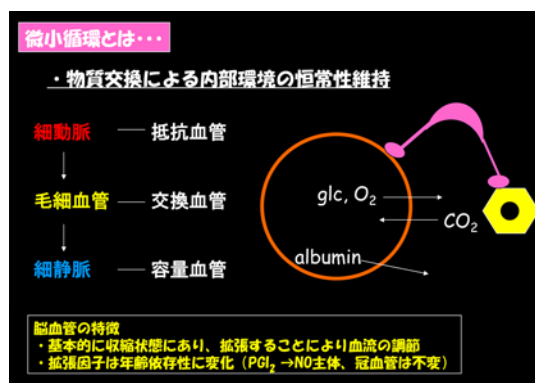 微小循環とは・・・
・物質交換による内部環境の恒常性維持
細動脈 ― 抵抗血管
毛細血管 ― 交換血管
細静脈 ― 容量血管
glc, O₂
CO₂
albumin
脳血管の特徴
・基本的に収縮状態にあり、拡張することにより血流の調節
・拡張因子は年齢依存性に変化（PGI₂ →NO主体、冠血管は不変）